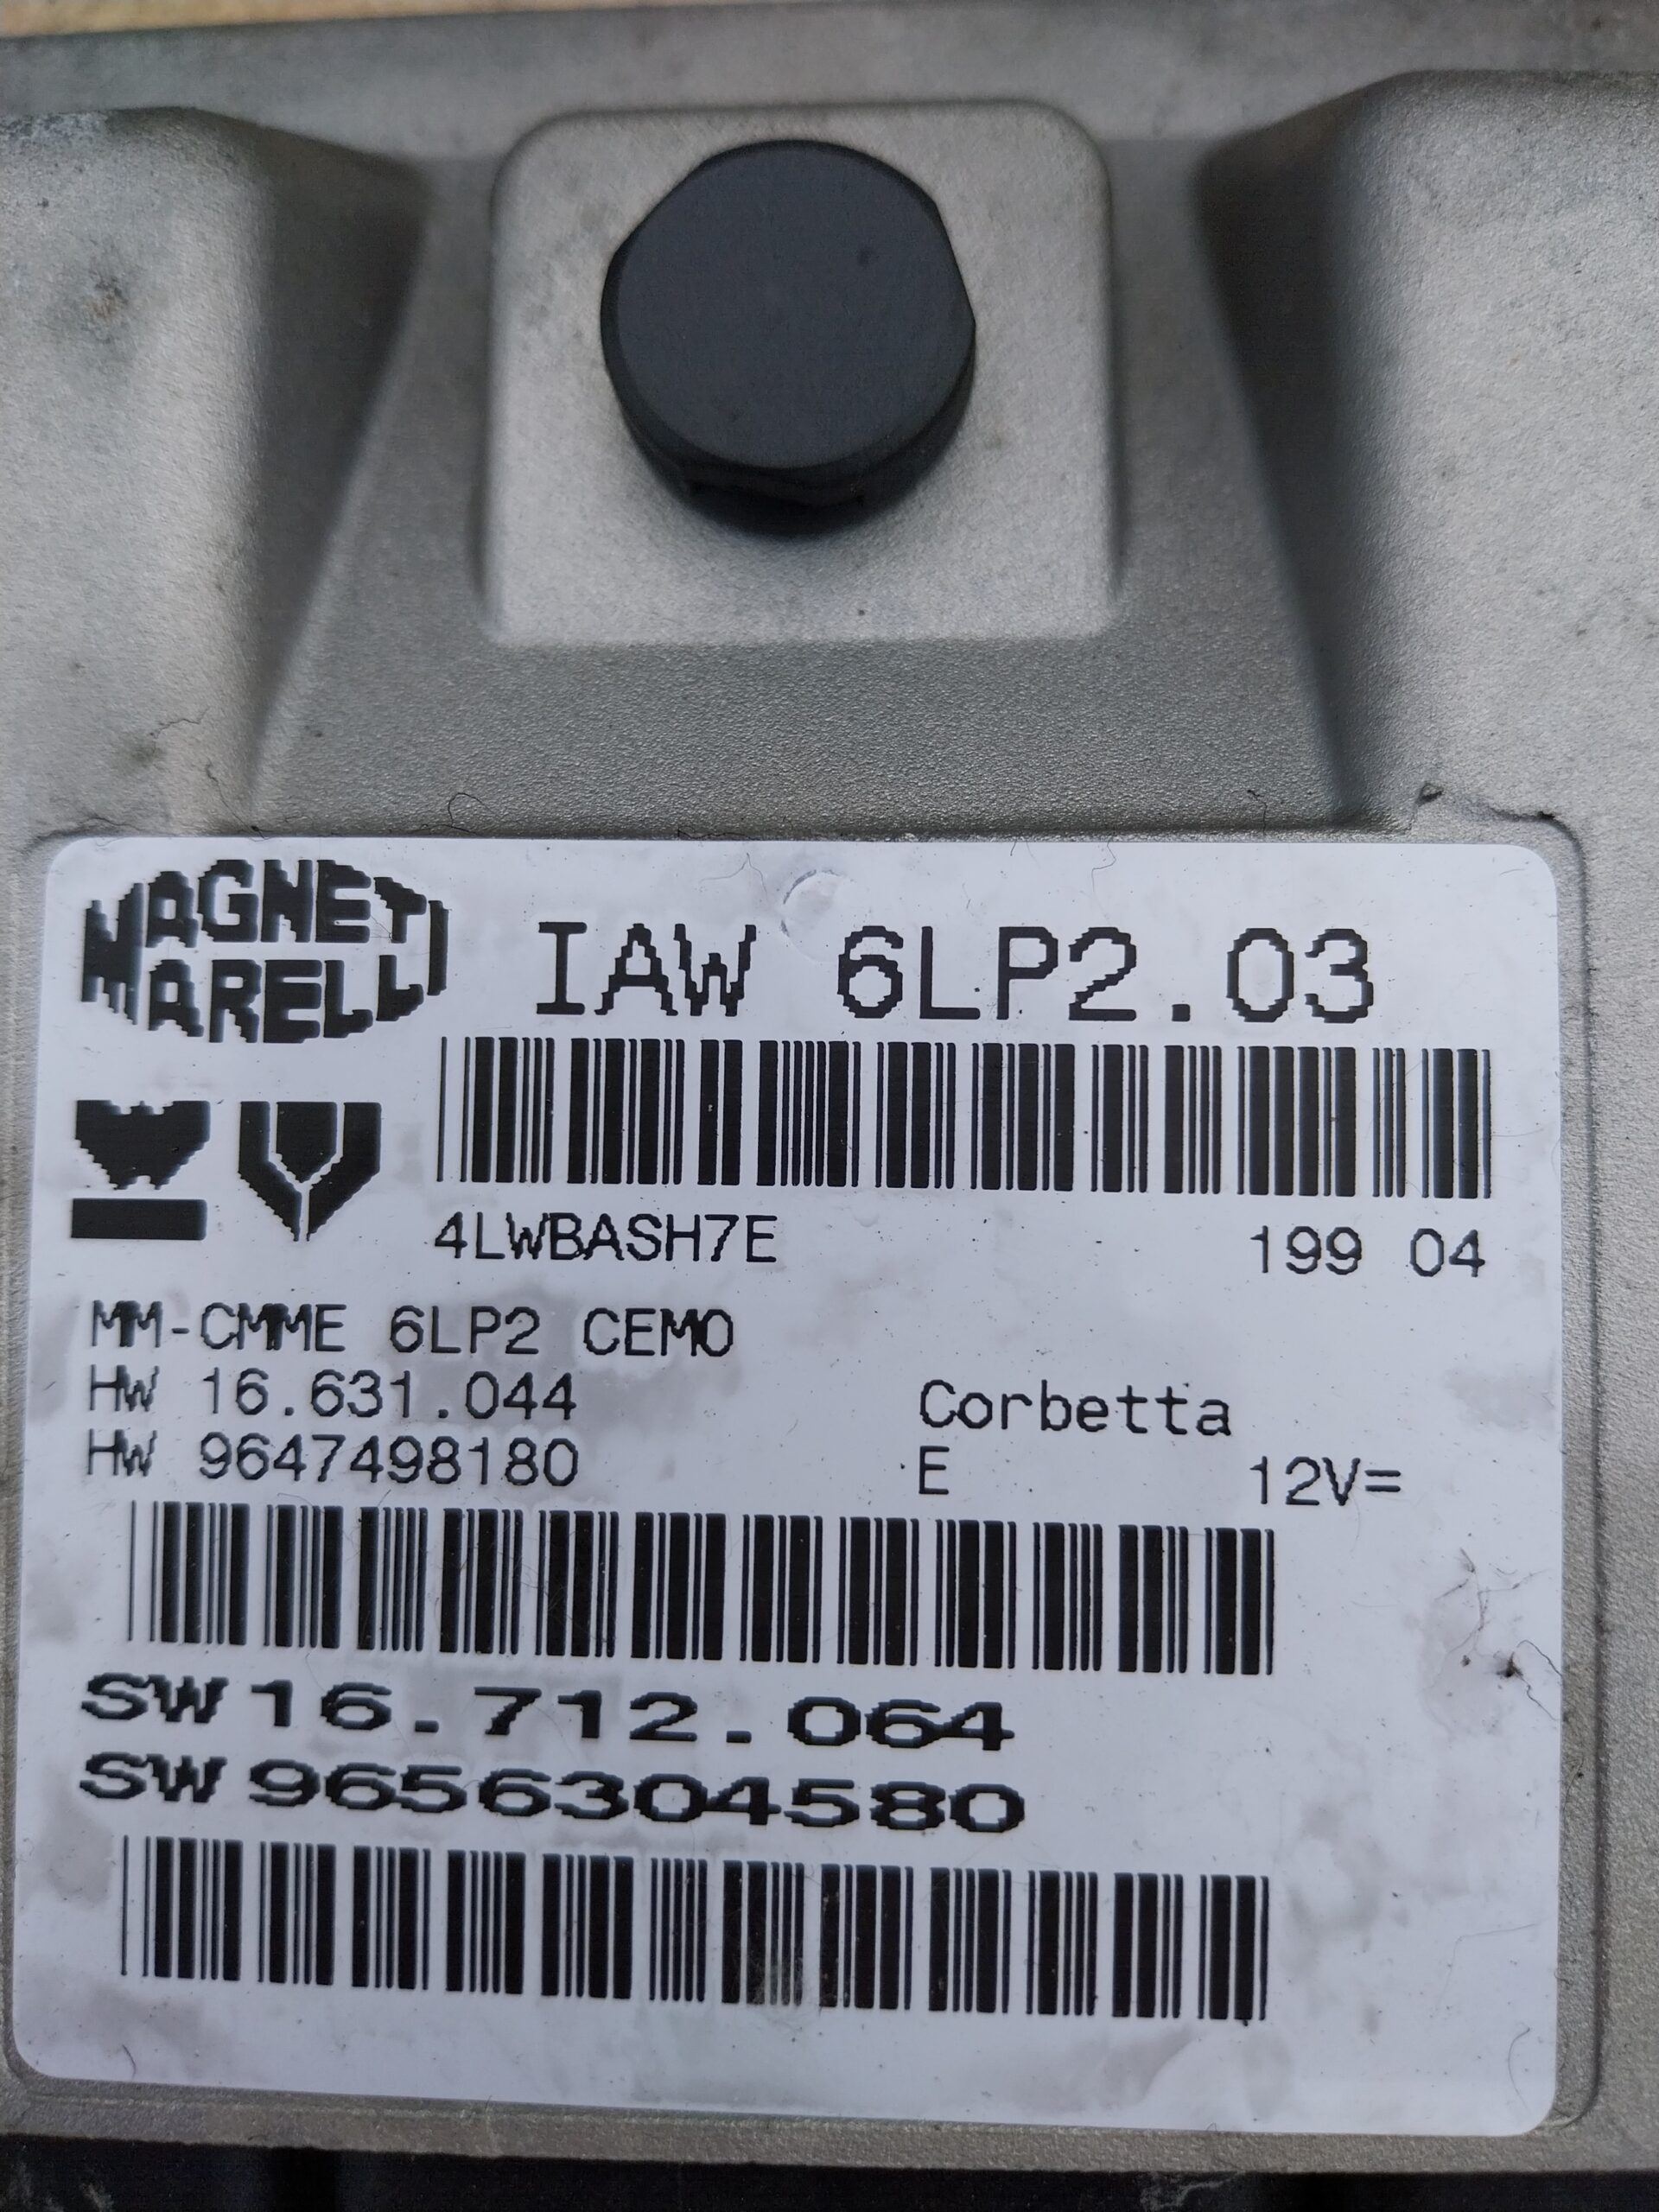 MAGNETI
MARELLI
IAW 6LP2.03
4LWBASH7E 199 04
MM-CMME 6LP2 CEMO
HW 16.631.044
Corbetta
HW 9647498180
E 12V=
SW 16.712.064
SW 9656304580